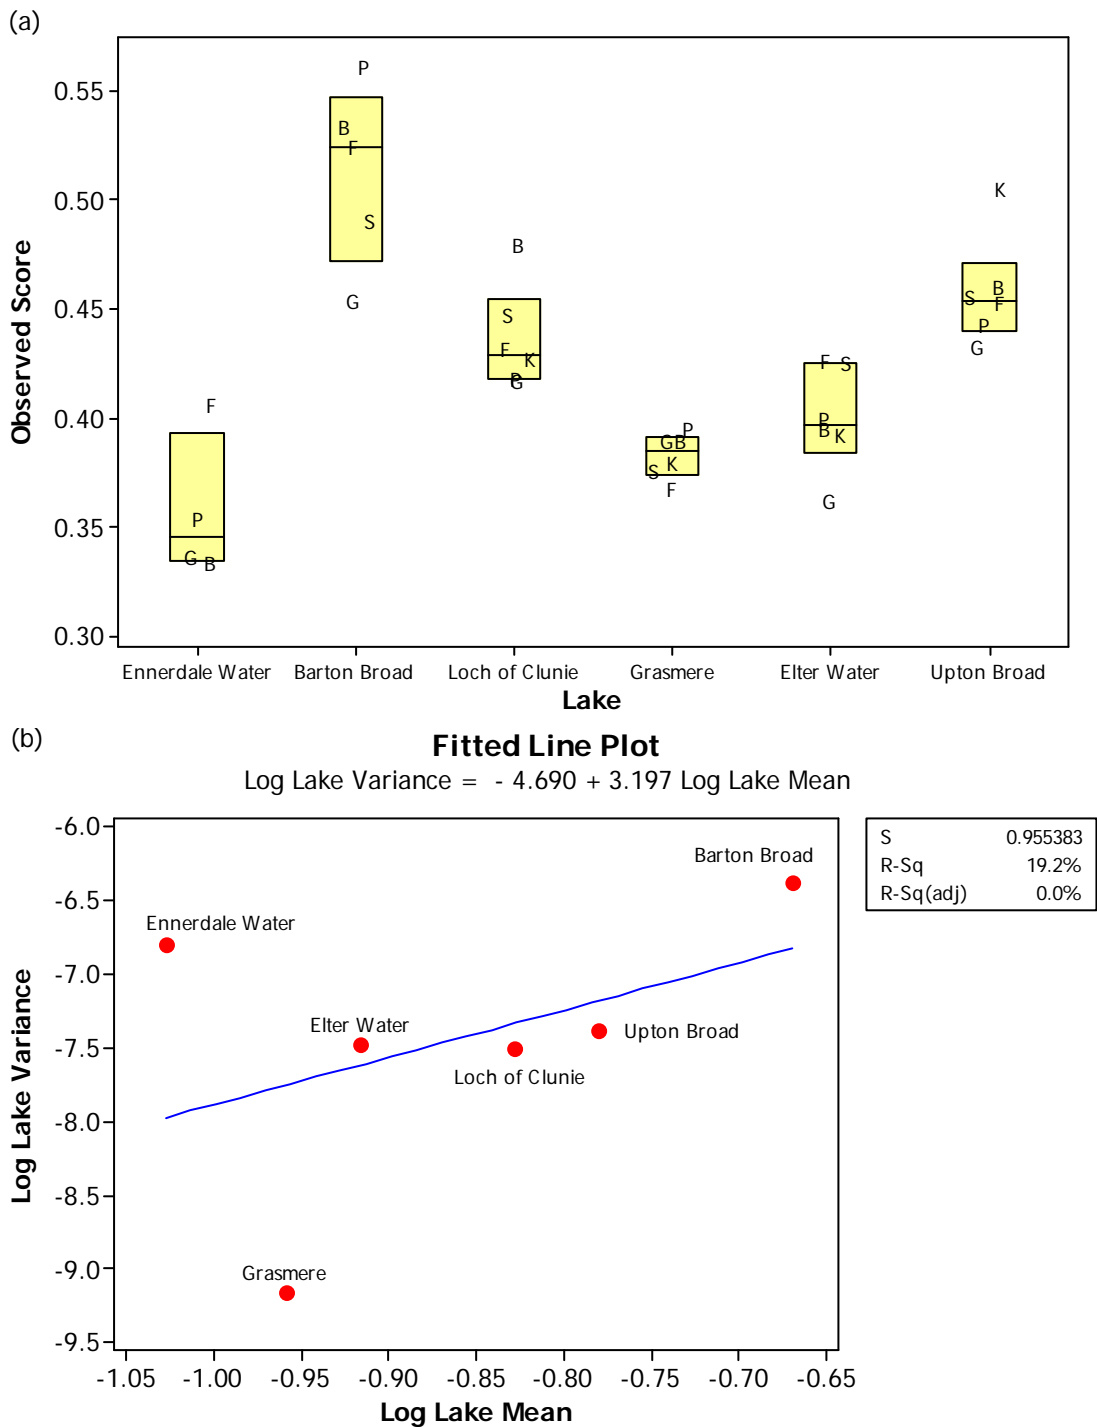 (a)
Observed Score
0.55
0.50
0.45
0.40
0.35
0.30
P
B
F
S
G
K
B
B
S
S
B
F
F
K
P
G
P
G
F
P
G B
F
S
P
B
K
G
P
G B
K
S
F
Ennerdale Water Barton Broad Loch of Clunie Grasmere Elter Water Upton Broad
Lake
(b)
Fitted Line Plot
Log Lake Variance = - 4.690 + 3.197 Log Lake Mean
S 0.955383
R-Sq 19.2%
R-Sq(adj) 0.0%
Log Lake Variance
-6.0
-6.5
-7.0
-7.5
-8.0
-8.5
-9.0
-9.5
Barton Broad
Ennerdale Water
Elter Water
Upton Broad
Loch of Clunie
Grasmere
-1.05 -1.00 -0.95 -0.90 -0.85 -0.80 -0.75 -0.70 -0.65
Log Lake Mean